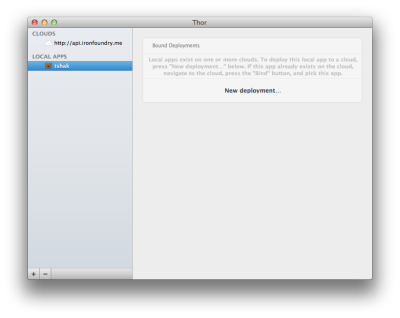 Thor
CLOUDS
http://api.ironfoundry.me
LOCAL APPS
tshak
Bound Deployments
Local apps exist on one or more clouds. To deploy this local app to a cloud,
press "New deployment..." below. If this app already exists on the cloud,
navigate to the cloud, press the "Bind" button, and pick this app.
New deployment...
+ −